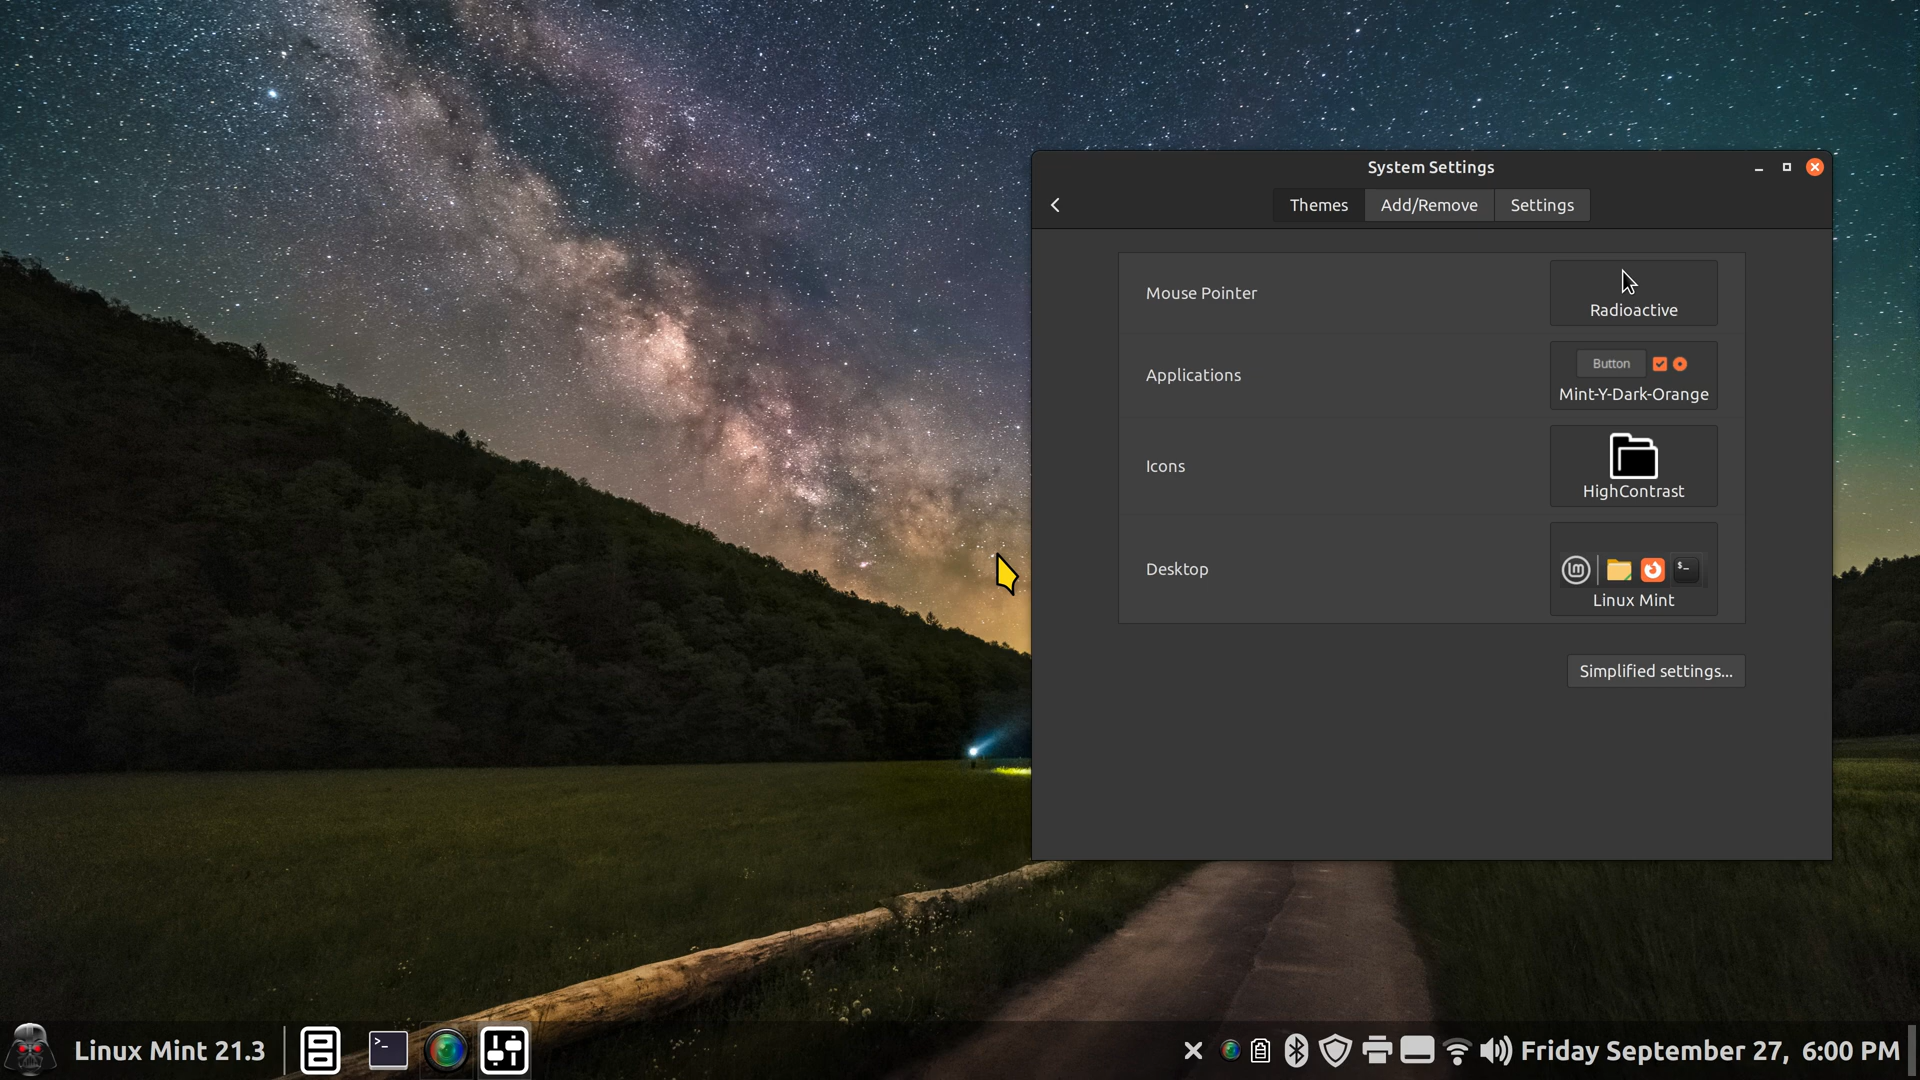 System Settings
Themes Add/Remove Settings
Mouse Pointer
Radioactive
Applications
Button
Mint-Y-Dark-Orange
Icons
HighContrast
Desktop
$-
Linux Mint
Simplified settings...
Linux Mint 21.3
>-
Friday September 27, 6:00 PM